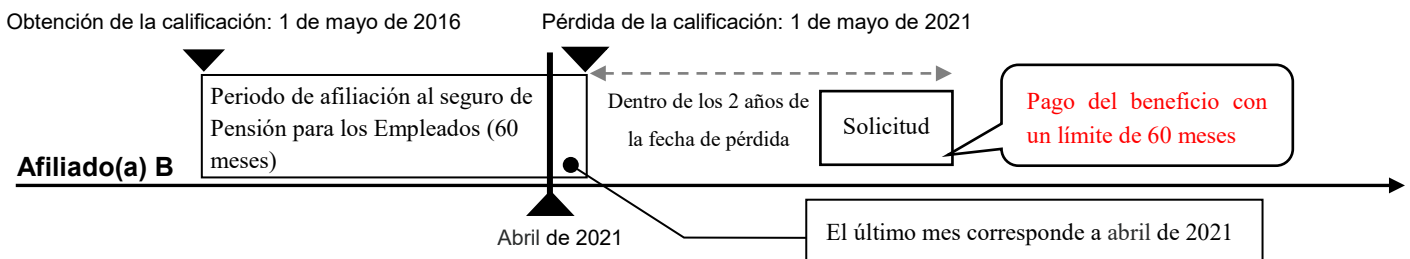 Obtención de la calificación: 1 de mayo de 2016
Pérdida de la calificación: 1 de mayo de 2021
Periodo de afiliación al seguro de
Pensión para los Empleados (60
meses)
Dentro de los 2 años de
la fecha de pérdida
Solicitud
Pago del beneficio con
un límite de 60 meses
Afiliado(a) B
Abril de 2021
El último mes corresponde a abril de 2021